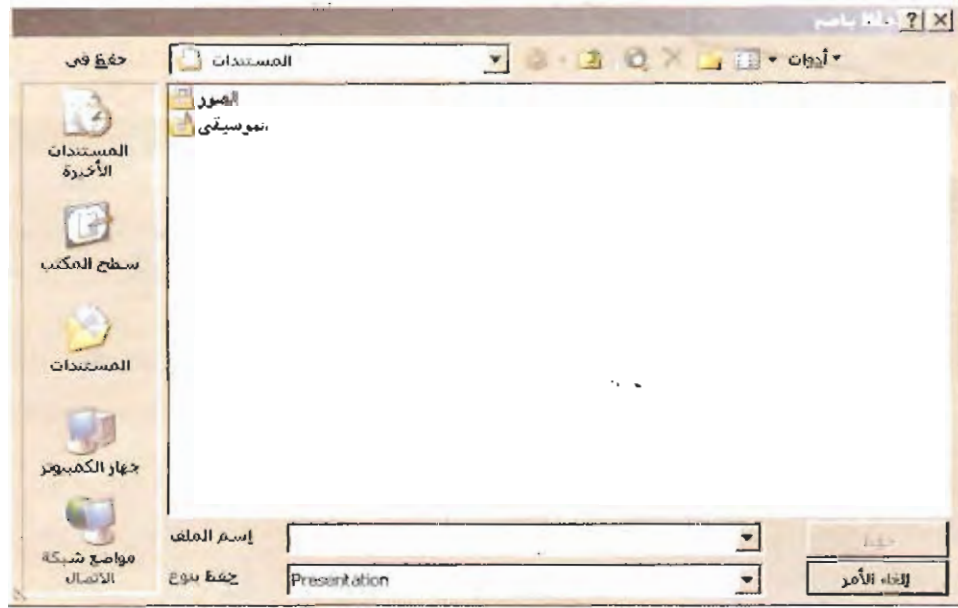 حفظ باسم
حفظ في
المستندات
أدوات
الصور
الموسيقى
المستندات
الأخيرة
سطح المكتب
المستندات
جهاز الكمبيوتر
مواضع شبكة
الاتصال
إسم الملف
حفظ
حفظ بنوع
Presentation
إلغاء الأمر